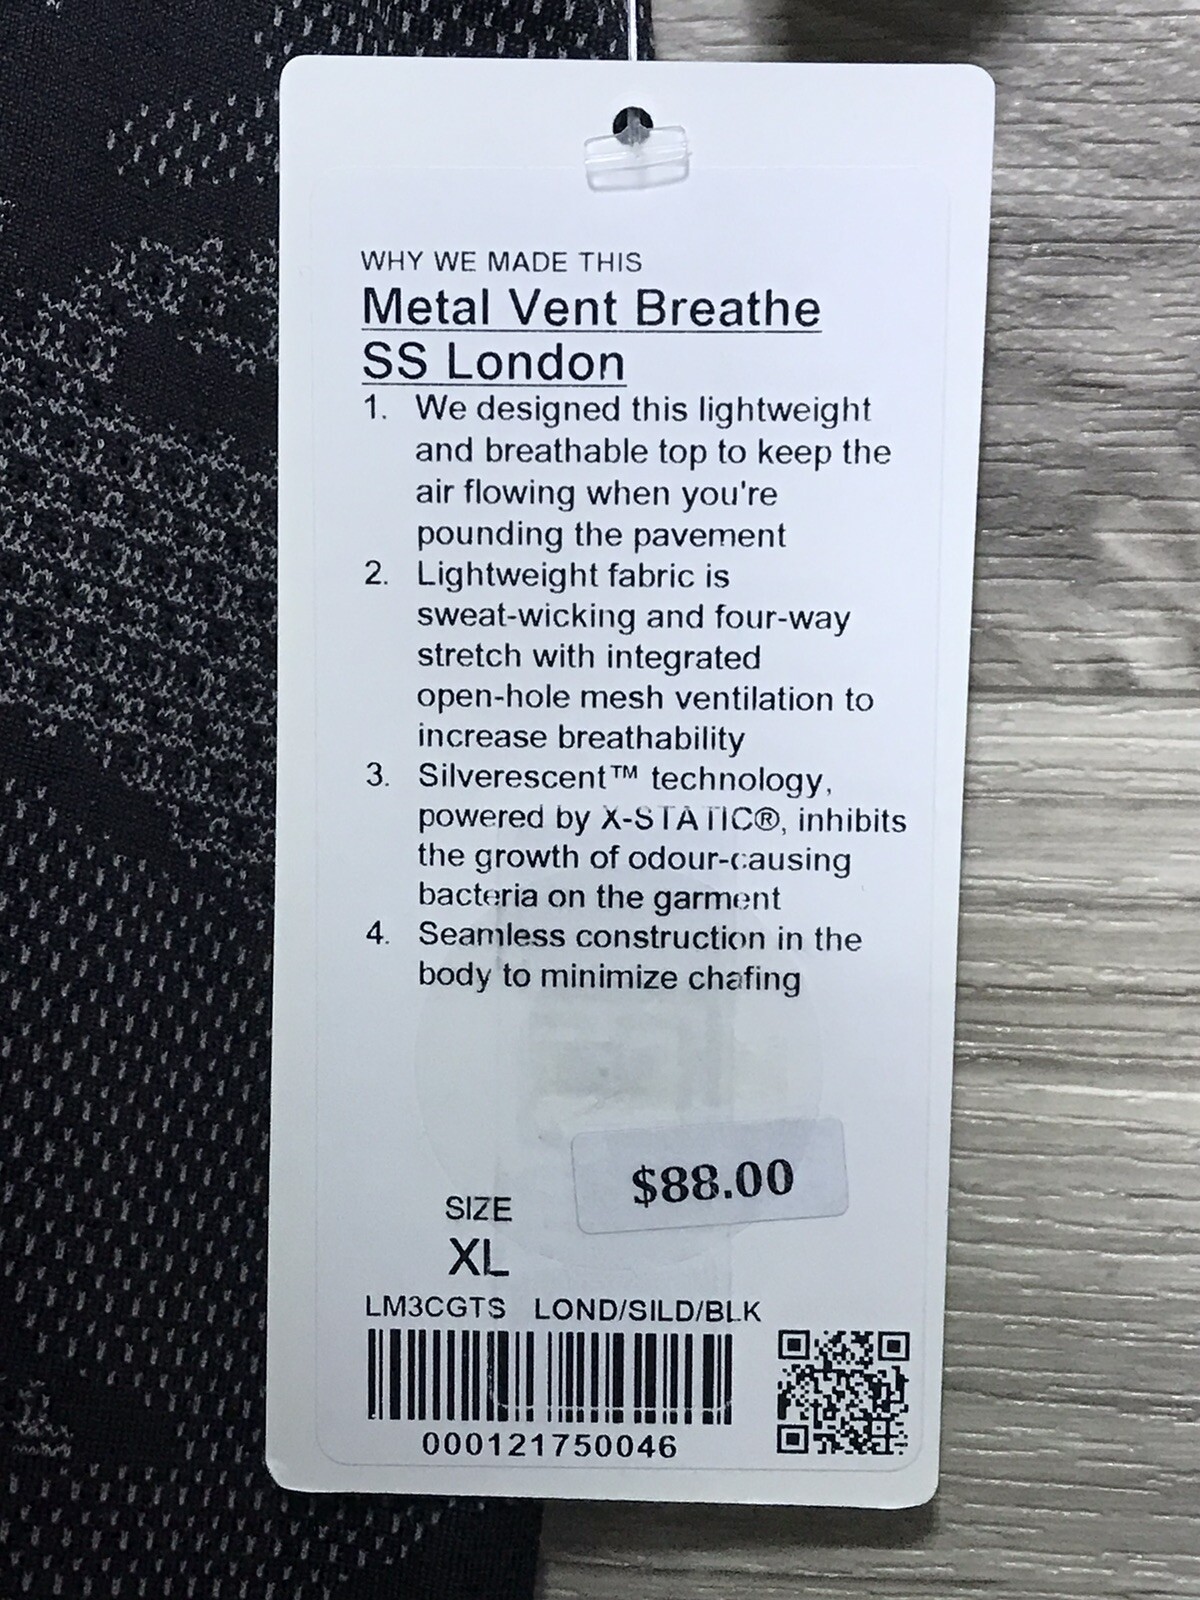 WHY WE MADE THIS
Metal Vent Breathe
SS London
1. We designed this lightweight
and breathable top to keep the
air flowing when you're
pounding the pavement
2. Lightweight fabric is
sweat-wicking and four-way
stretch with integrated
open-hole mesh ventilation to
increase breathability
3. Silverescent™ technology,
powered by X-STATIC®, inhibits
the growth of odour-causing
bacteria on the garment
4. Seamless construction in the
body to minimize chafing
$88.00
SIZE
XL
LM3CGTS LOND/SILD/BLK
000121750046